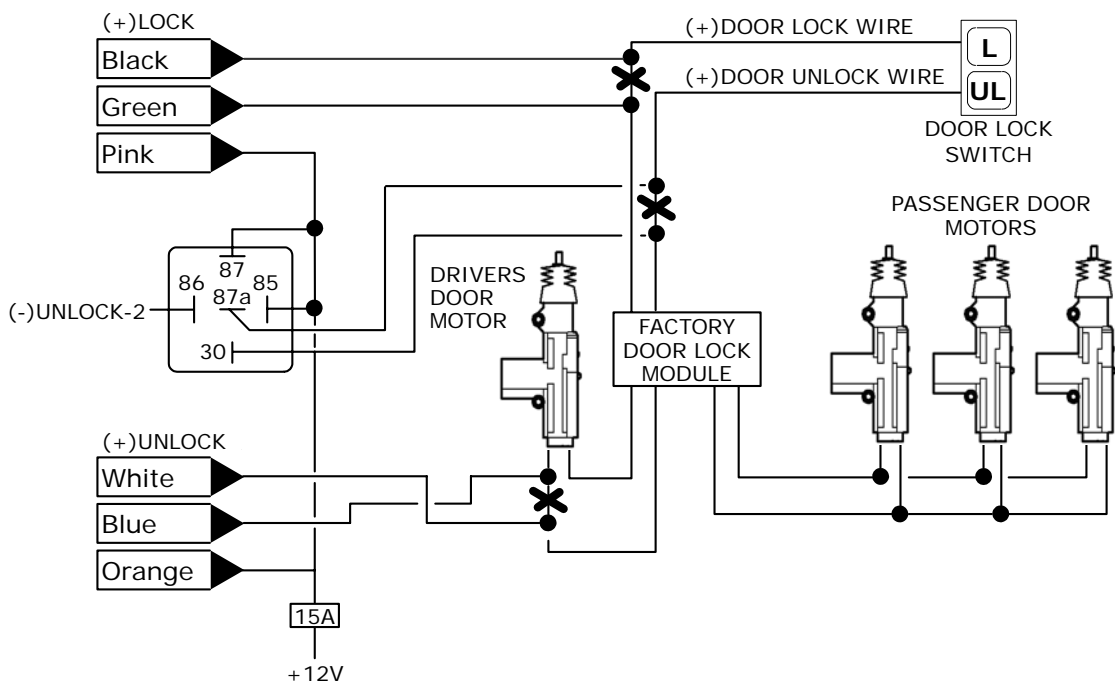 (+)LOCK
Black
Green
Pink
(+)DOOR LOCK WIRE
(+)DOOR UNLOCK WIRE
L
UL
DOOR LOCK
SWITCH
PASSENGER DOOR
MOTORS
87
86
87a
85
30
(-)UNLOCK-2
DRIVERS
DOOR
MOTOR
FACTORY
DOOR LOCK
MODULE
(+)UNLOCK
White
Blue
Orange
15A
+12V